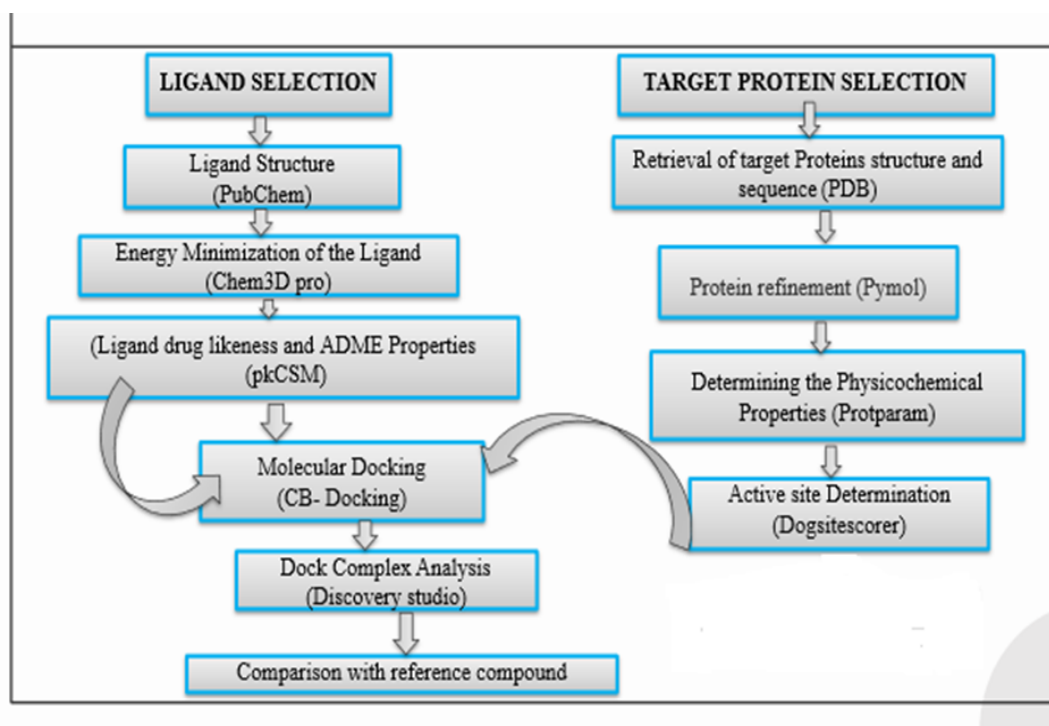 LIGAND SELECTION
Ligand Structure
(PubChem)
Energy Minimization of the Ligand
(Chem3D pro)
(Ligand drug likeness and ADME Properties
(pkCSM)
Molecular Docking
(CB- Docking)
Dock Complex Analysis
(Discovery studio)
Comparison with reference compound
TARGET PROTEIN SELECTION
Retrieval of target Proteins structure and
sequence (PDB)
Protein refinement (Pymol)
Determining the Physicochemical
Properties (Protparam)
Active site Determination
(Dogsitescorer)